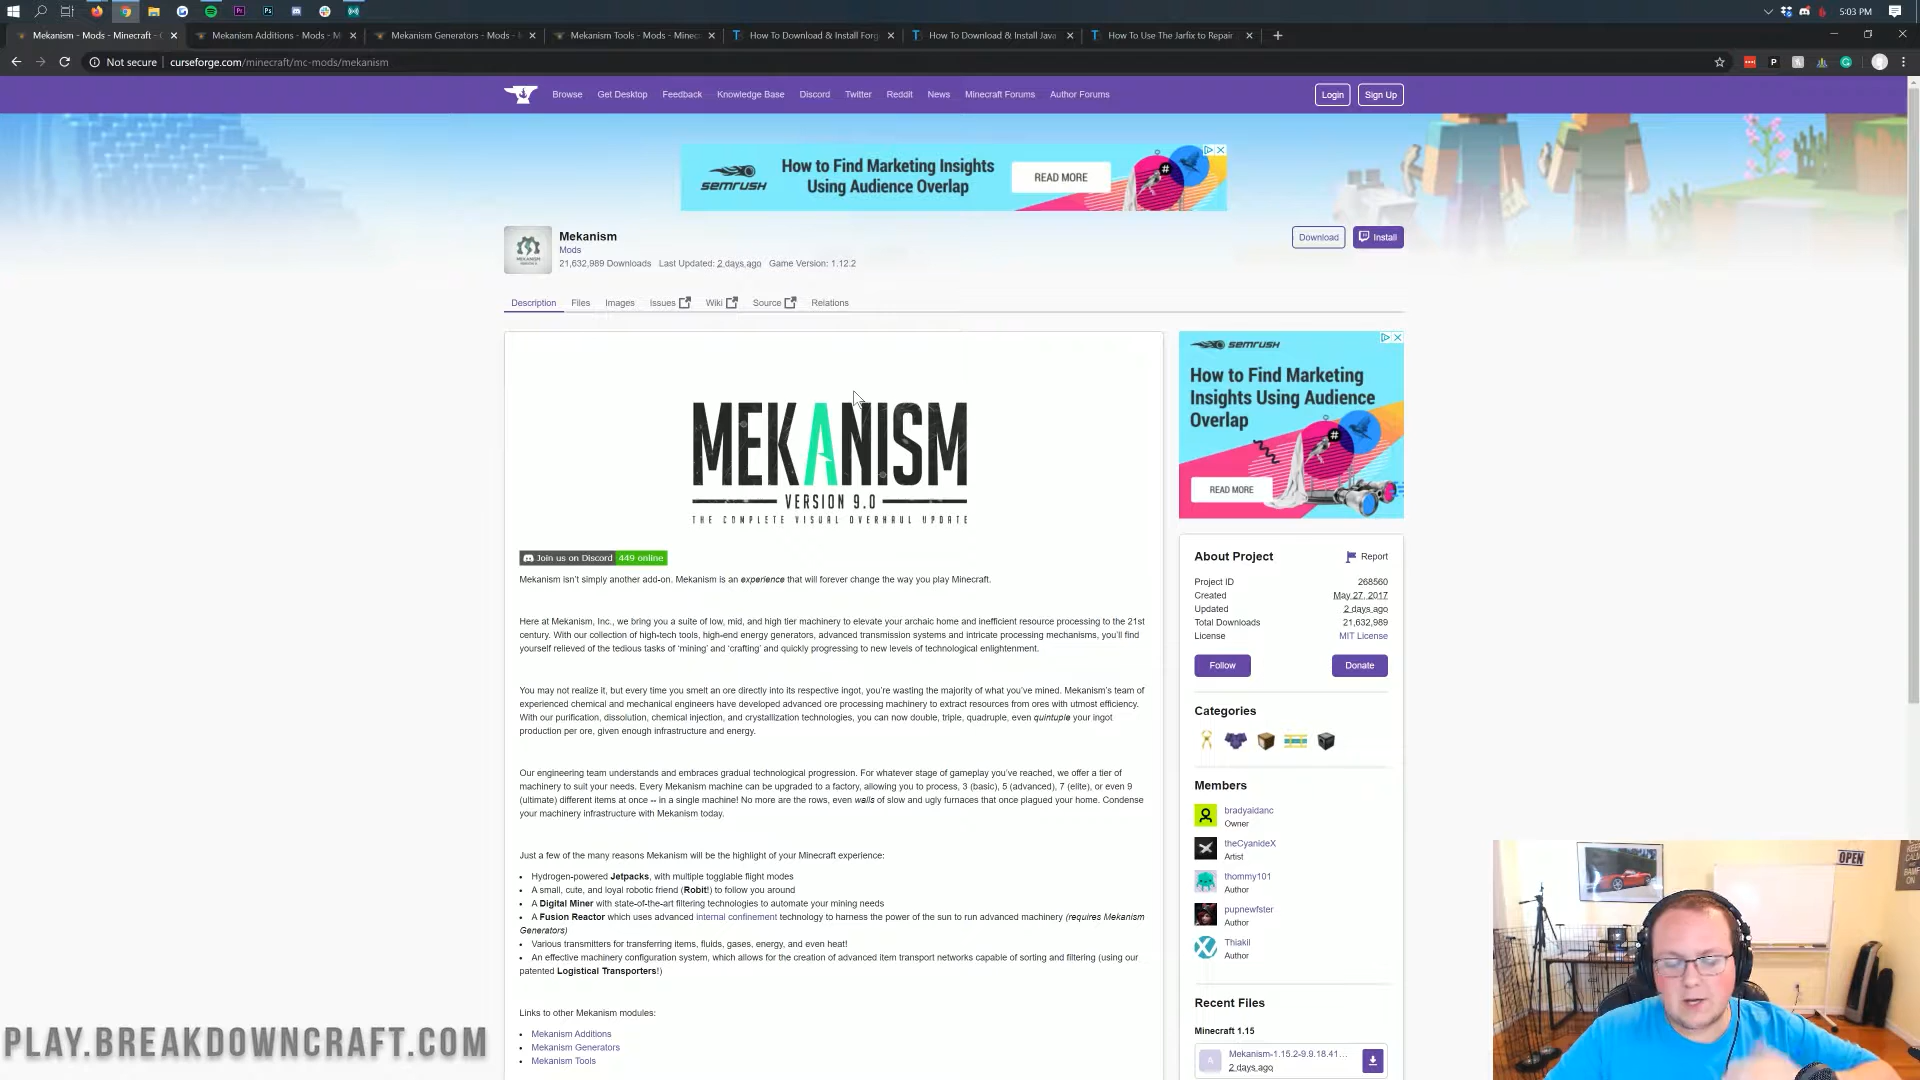 5:03 PM
Mekanism - Mods - Minecraft -
Mekanism Additions - Mods - M
Mekanism Generators - Mods -
Mekanism Tools - Mods - Minec
How To Download & Install Forg
How To Download & Install Java
How To Use The Jarfix to Repair
Not secure | curseforge.com/minecraft/mc-mods/mekanism
Browse Get Desktop Feedback Knowledge Base Discord Twitter Reddit News Minecraft Forums Author Forums Login Sign Up
How to Find Marketing Insights
Using Audience Overlap
SEMRUSH
READ MORE
Mekanism
Mods
21,632,989 Downloads Last Updated: 2 days ago Game Version: 1.12.2
Download Install
Description Files Images Issues Wiki Source Relations
MEKANISM
VERSION 9.0
THE COMPLETE VISUAL OVERHAUL UPDATE
Join us on Discord 449 online
Mekanism isn't simply another add-on. Mekanism is an experience that will forever change the way you play Minecraft.
Here at Mekanism, Inc., we bring you a suite of low, mid, and high tier machinery to elevate your archaic home and inefficient resource processing to the 21st
century. With our collection of high-tech tools, high-end energy generators, advanced transmission systems and intricate processing mechanisms, you'll find
yourself relieved of the tedious tasks of 'mining' and 'crafting' and quickly progressing to new levels of technological enlightenment.
You may not realize it, but every time you smelt an ore directly into its respective ingot, you're wasting the majority of what you've mined. Mekanism's team of
experienced chemical and mechanical engineers have developed advanced ore processing machinery to extract resources from ores with utmost efficiency.
With our purification, dissolution, chemical injection, and crystallization technologies, you can now double, triple, quadruple, even quintuple your ingot
production per ore, given enough infrastructure and energy.
Our engineering team understands and embraces gradual technological progression. For whatever stage of gameplay you've reached, we offer a tier of
machinery to suit your needs. Every Mekanism machine can be upgraded to a factory, allowing you to process, 3 (basic), 5 (advanced), 7 (elite), or even 9
(ultimate) different items at once -- in a single machine! No more are the rows, even walls of slow and ugly furnaces that once plagued your home. Condense
your machinery infrastructure with Mekanism today.
Just a few of the many reasons Mekanism will be the highlight of your Minecraft experience:
• Hydrogen-powered Jetpacks, with multiple togglable flight modes
• A small, cute, and loyal robotic friend (Robit!) to follow you around
• A Digital Miner with state-of-the-art filtering technologies to automate your mining needs
• A Fusion Reactor which uses advanced internal confinement technology to harness the power of the sun to run advanced machinery (requires Mekanism
Generators)
• Various transmitters for transferring items, fluids, gases, energy, and even heat!
• An effective machinery configuration system, which allows for the creation of advanced item transport networks capable of sorting and filtering (using our
patented Logistical Transporters!)
Links to other Mekanism modules:
• Mekanism Additions
• Mekanism Generators
• Mekanism Tools
SEMRUSH
How to Find Marketing
Insights Using Audience
Overlap
READ MORE
About Project Report
Project ID 268560
Created May 27, 2017
Updated 2 days ago
Total Downloads 21,632,989
License MIT License
Follow Donate
Categories
Members
bradyaidanc
Owner
theCyanideX
Artist
thommy101
Author
pupnewfster
Author
Thiakil
Author
Recent Files
Minecraft 1.15
A Mekanism-1.15.2-9.9.18.41...
2 days ago
OPEN
PLAY.BREAKDOWNCRAFT.COM